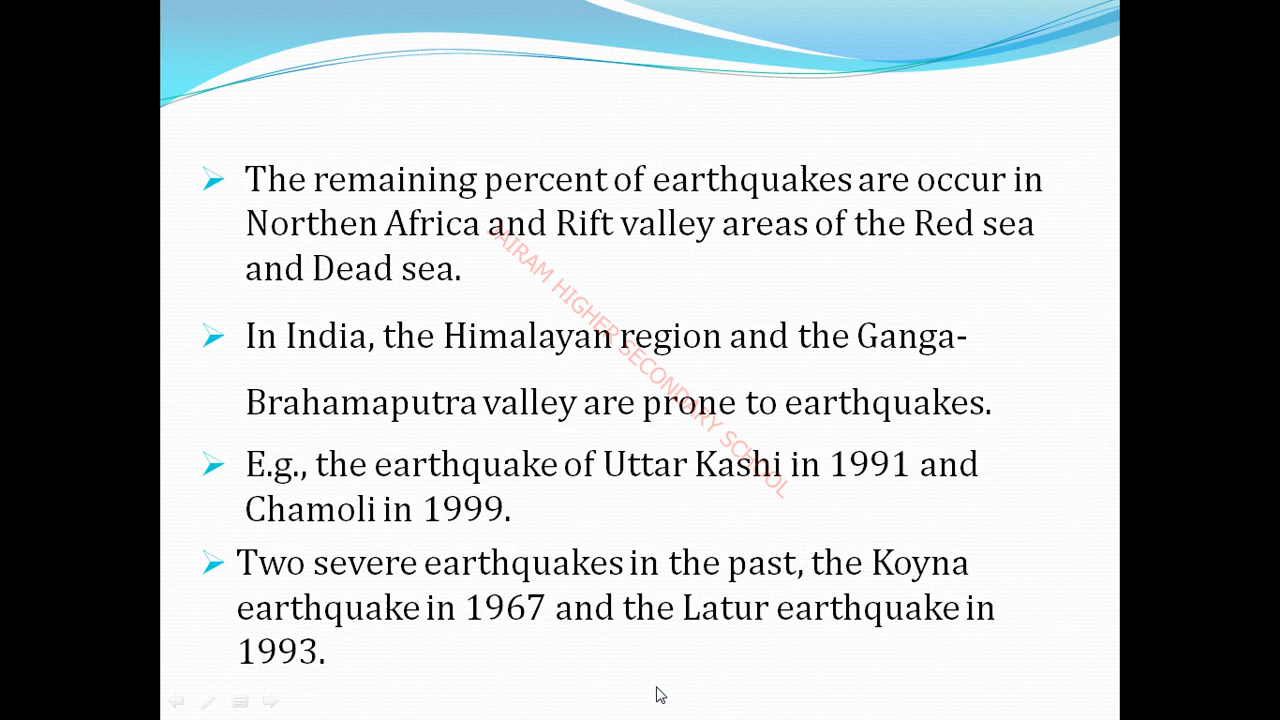 The remaining percent of earthquakes are occur in
Northen Africa and Rift valley areas of the Red sea
and Dead sea.
In India, the Himalayan region and the Ganga-
Brahamaputra valley are prone to earthquakes.
E.g., the earthquake of Uttar Kashi in 1991 and
Chamoli in 1999.
Two severe earthquakes in the past, the Koyna
earthquake in 1967 and the Latur earthquake in
1993.
JAIRAM HIGHER SECONDARY SCHOOL